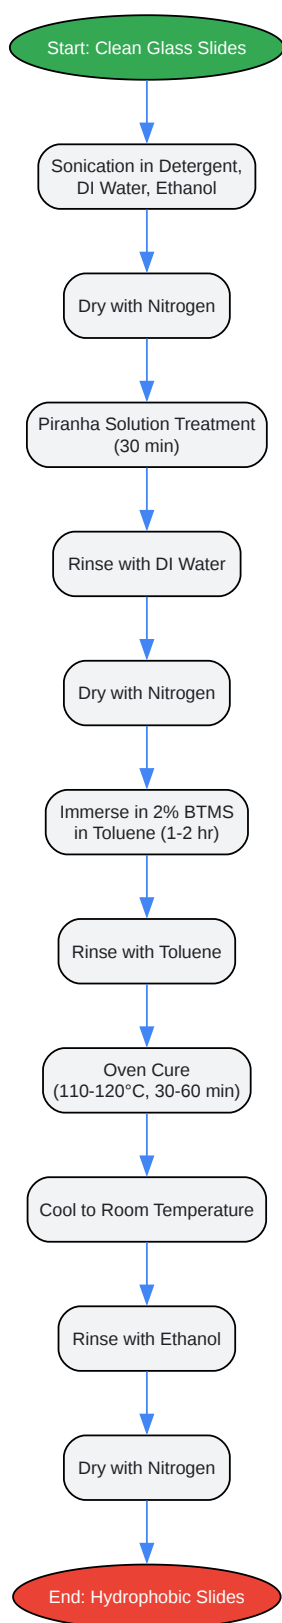 Start: Clean Glass Slides
Sonication in Detergent,
DI Water, Ethanol
Dry with Nitrogen
Piranha Solution Treatment
(30 min)
Rinse with DI Water
Dry with Nitrogen
Immerse in 2% BTMS
in Toluene (1-2 hr)
Rinse with Toluene
Oven Cure
(110-120°C, 30-60 min)
Cool to Room Temperature
Rinse with Ethanol
Dry with Nitrogen
End: Hydrophobic Slides